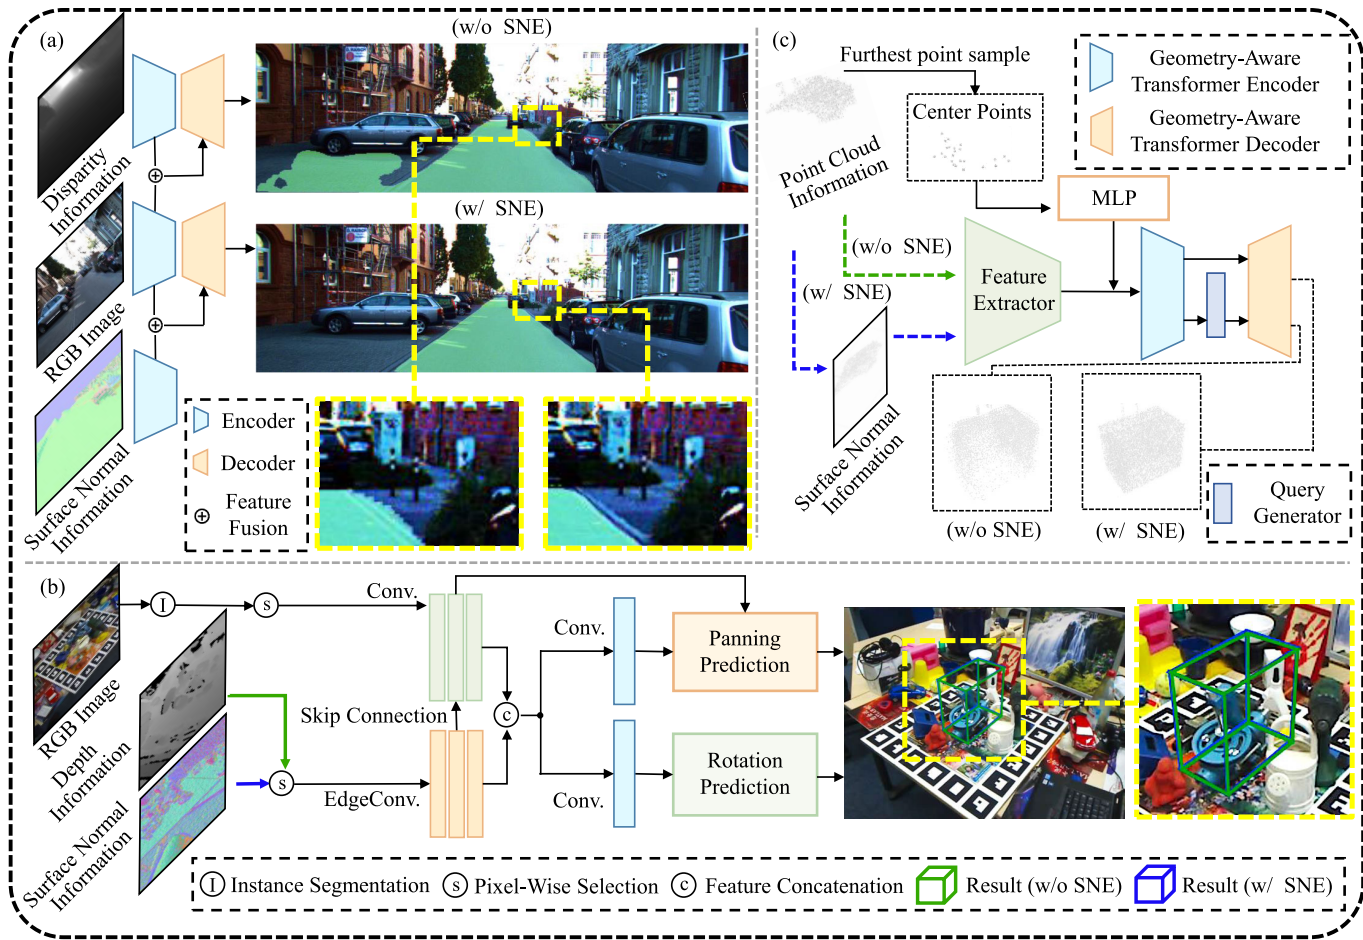 (a)
(w/o SNE)
Disparity
Information
(w/ SNE)
RGB Image
Surface Normal
Information
Encoder
Decoder
Feature
Fusion
(c)
Furthest point sample
Center Points
Point Cloud
Information
MLP
(w/o SNE)
(w/ SNE)
Feature
Extractor
Surface Normal
Information
(w/o SNE)
(w/ SNE)
Geometry-Aware
Transformer Encoder
Geometry-Aware
Transformer Decoder
Query
Generator
(b)
RGB Image
I
s
Conv.
Depth
Information
Skip Connection
c
Surface Normal
Information
s
EdgeConv.
Conv.
Panning
Prediction
Conv.
Rotation
Prediction
I Instance Segmentation
s Pixel-Wise Selection
c Feature Concatenation
Result (w/o SNE)
Result (w/ SNE)